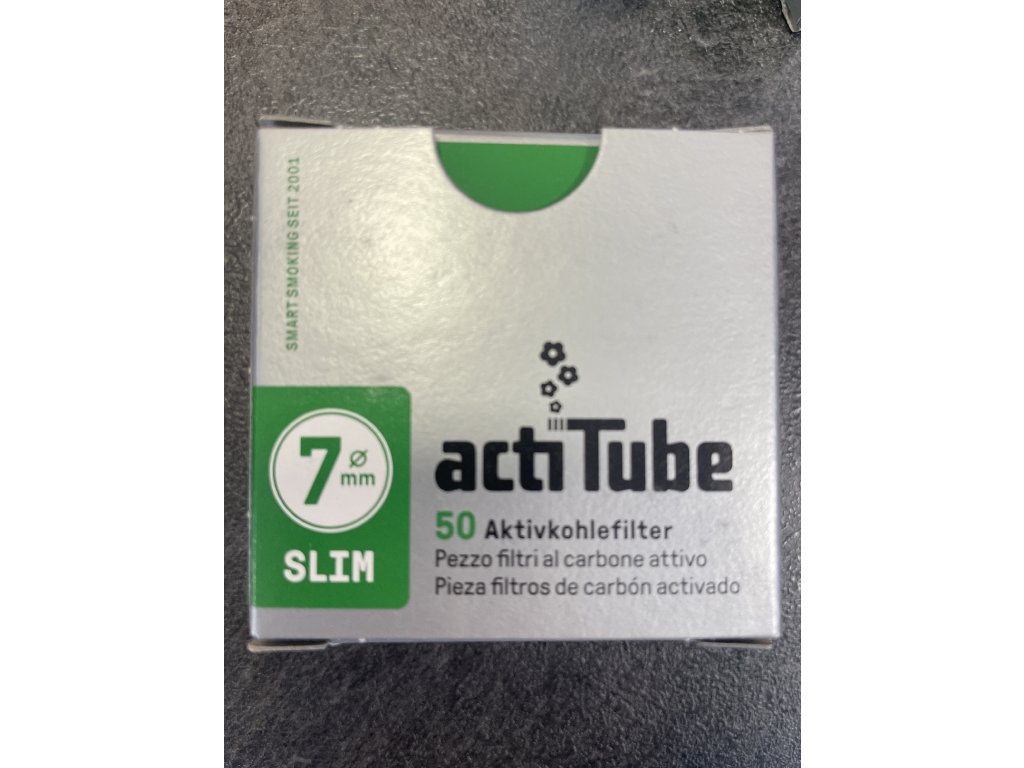 SMART SMOKING SEIT 2001
7 Ø mm
SLIM
actiTube
50 Aktivkohlefilter
Pezzo filtri al carbone attivo
Pieza filtros de carbón activado